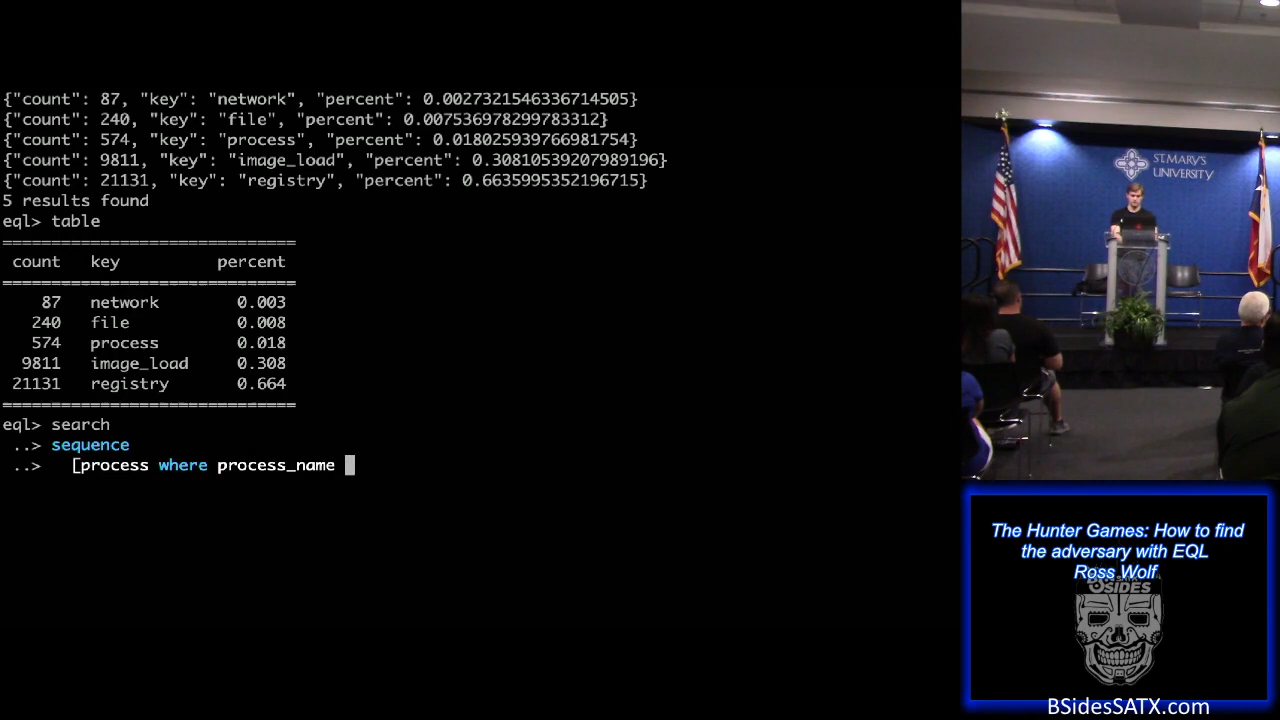 {"count": 87, "key": "network", "percent": 0.0027321546336714505}
{"count": 240, "key": "file", "percent": 0.007536978299783312}
{"count": 574, "key": "process", "percent": 0.018025939766981754}
{"count": 9811, "key": "image_load", "percent": 0.30810539207989196}
{"count": 21131, "key": "registry", "percent": 0.6635995352196715}
5 results found
eql> table
==============================
count key percent
==============================
87 network 0.003
240 file 0.008
574 process 0.018
9811 image_load 0.308
21131 registry 0.664
==============================
eql> search
..> sequence
..> [process where process_name
ST. MARY'S
UNIVERSITY
The Hunter Games: How to find
the adversary with EQL
Ross Wolf
BSIDES
BSidesSATX.com